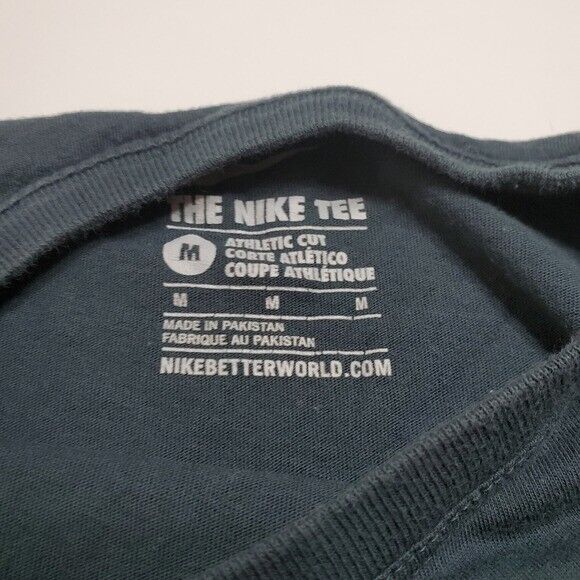 THE NIKE TEE
M
ATHLETIC CUT
CORTE ATLÉTICO
COUPE ATHLÉTIQUE
M M M
MADE IN PAKISTAN
FABRIQUE AU PAKISTAN
NIKEBETTERWORLD.COM